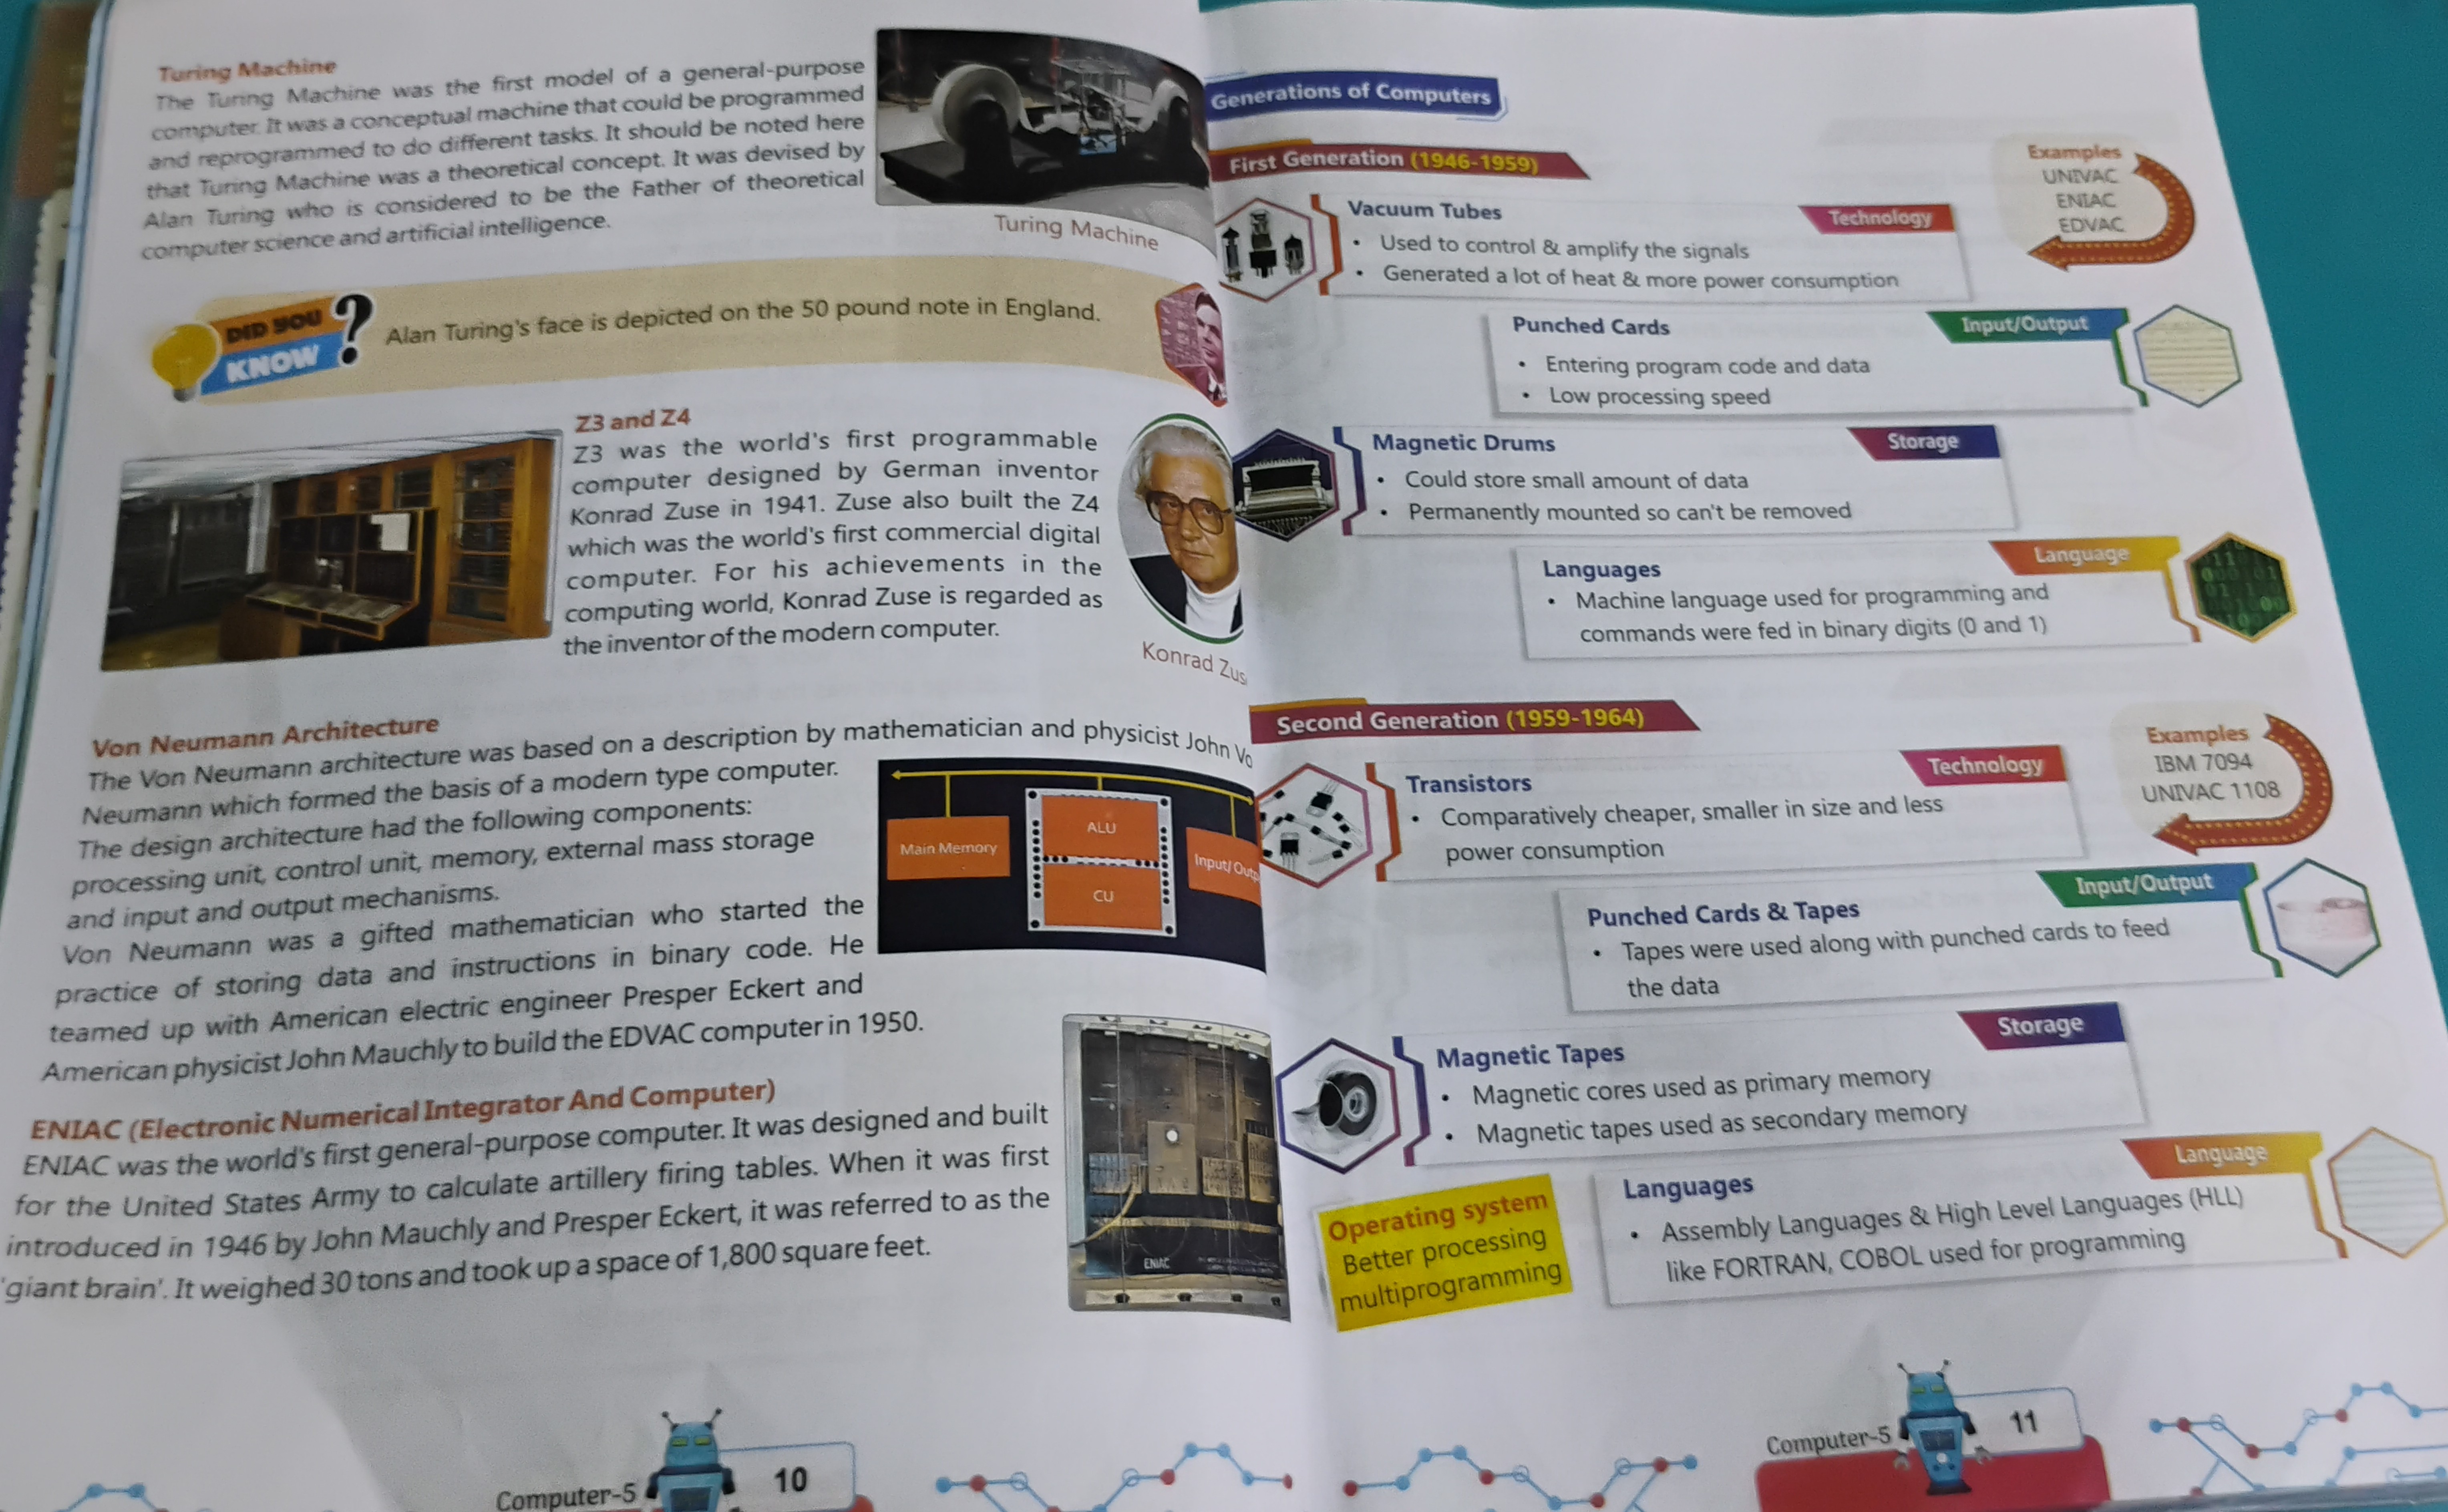 Turing Machine
The Turing Machine was the first model of a general-purpose
computer. It was a conceptual machine that could be programmed
and reprogrammed to do different tasks. It should be noted here
that Turing Machine was a theoretical concept. It was devised by
Alan Turing who is considered to be the Father of theoretical
computer science and artificial intelligence.
Turing Machine
DID YOU
KNOW
?
Alan Turing's face is depicted on the 50 pound note in England.
Z3 and Z4
Z3 was the world's first programmable
computer designed by German inventor
Konrad Zuse in 1941. Zuse also built the Z4
which was the world's first commercial digital
computer. For his achievements in the
computing world, Konrad Zuse is regarded as
the inventor of the modern computer.
Konrad Zus
Von Neumann Architecture
The Von Neumann architecture was based on a description by mathematician and physicist John Vo
Neumann which formed the basis of a modern type computer.
The design architecture had the following components:
processing unit, control unit, memory, external mass storage
and input and output mechanisms.
Von Neumann was a gifted mathematician who started the
practice of storing data and instructions in binary code. He
teamed up with American electric engineer Presper Eckert and
American physicist John Mauchly to build the EDVAC computer in 1950.
Main Memory
ALU
CU
Input/ Outp
ENIAC (Electronic Numerical Integrator And Computer)
ENIAC was the world's first general-purpose computer. It was designed and built
for the United States Army to calculate artillery firing tables. When it was first
introduced in 1946 by John Mauchly and Presper Eckert, it was referred to as the
'giant brain'. It weighed 30 tons and took up a space of 1,800 square feet.
ENIAC
Computer-5
10
Generations of Computers
First Generation (1946-1959)
Examples
UNIVAC
ENIAC
EDVAC
Vacuum Tubes
Technology
• Used to control & amplify the signals
• Generated a lot of heat & more power consumption
Punched Cards
Input/Output
• Entering program code and data
• Low processing speed
Magnetic Drums
Storage
• Could store small amount of data
• Permanently mounted so can't be removed
Language
Languages
• Machine language used for programming and
commands were fed in binary digits (0 and 1)
Second Generation (1959-1964)
Examples
IBM 7094
UNIVAC 1108
Transistors
Technology
• Comparatively cheaper, smaller in size and less
power consumption
Input/Output
Punched Cards & Tapes
• Tapes were used along with punched cards to feed
the data
Storage
Magnetic Tapes
• Magnetic cores used as primary memory
• Magnetic tapes used as secondary memory
Language
Languages
• Assembly Languages & High Level Languages (HLL)
like FORTRAN, COBOL used for programming
Operating system
Better processing
multiprogramming
Computer-5
11